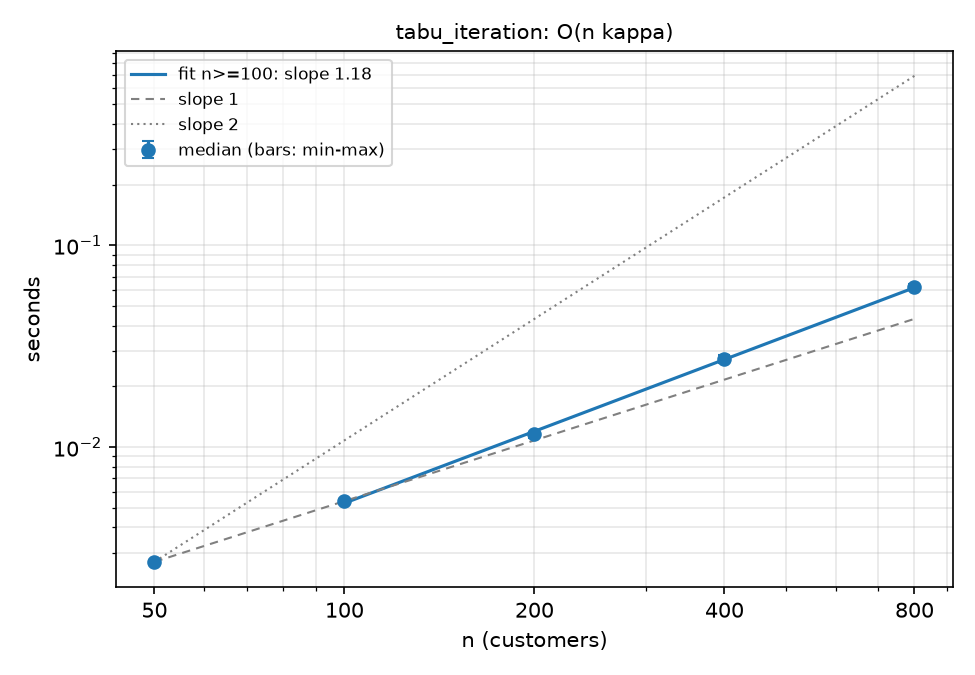 tabu_iteration: O(n kappa)
fit n>=100: slope 1.18
slope 1
slope 2
median (bars: min-max)
seconds
10⁻¹
10⁻²
50
100
200
400
800
n (customers)